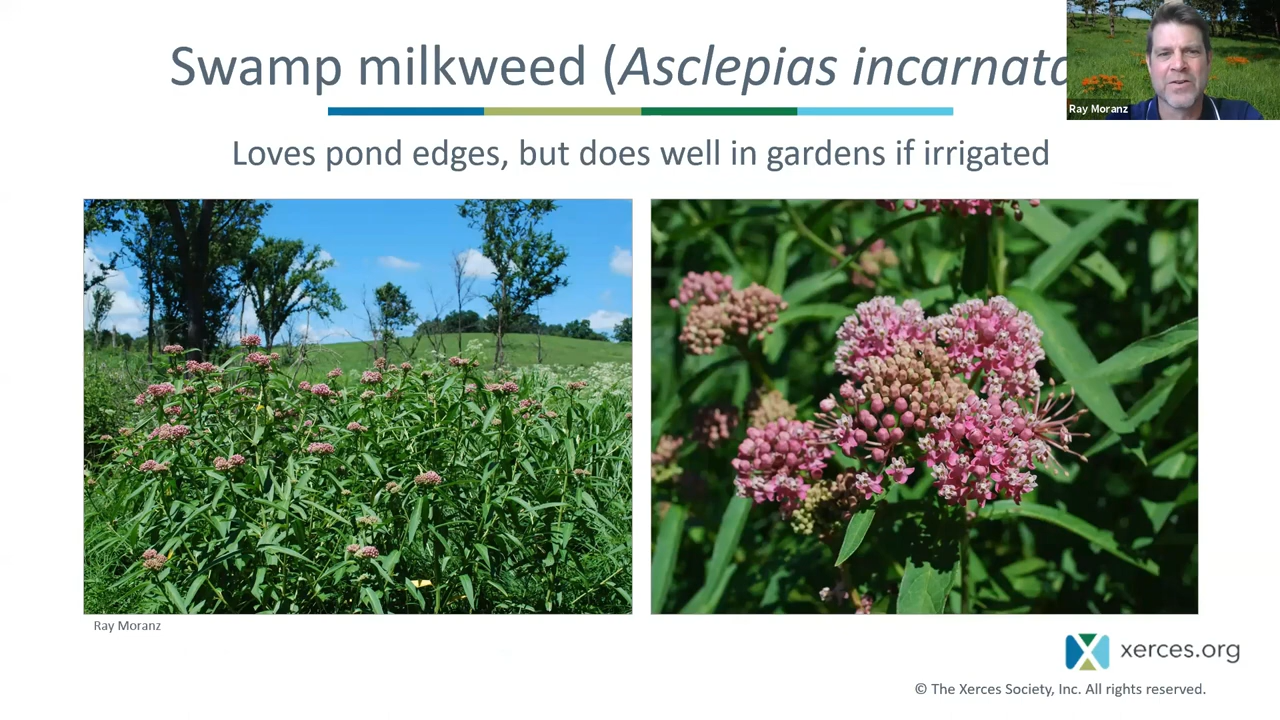 Swamp milkweed (Asclepias incarnata
Ray Moranz
Loves pond edges, but does well in gardens if irrigated
Ray Moranz
xerces.org
© The Xerces Society, Inc. All rights reserved.